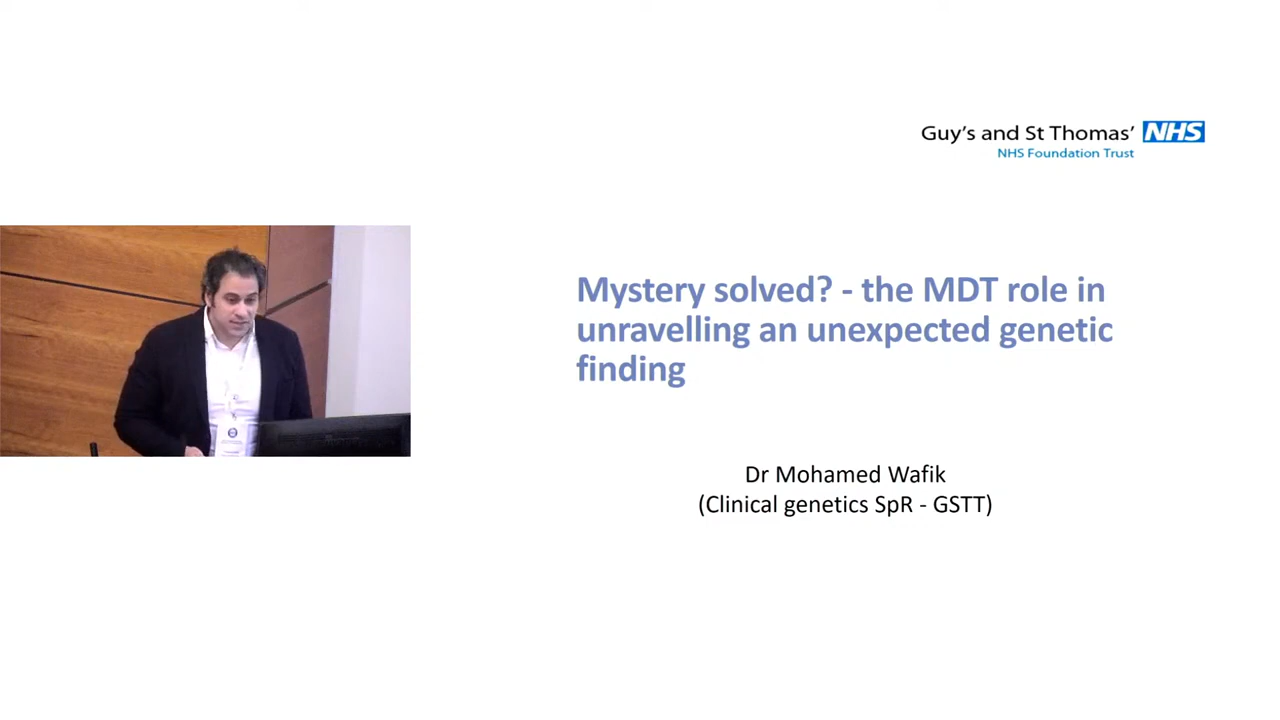 Guy's and St Thomas' NHS
NHS Foundation Trust
Mystery solved? - the MDT role in
unravelling an unexpected genetic
finding
Dr Mohamed Wafik
(Clinical genetics SpR - GSTT)